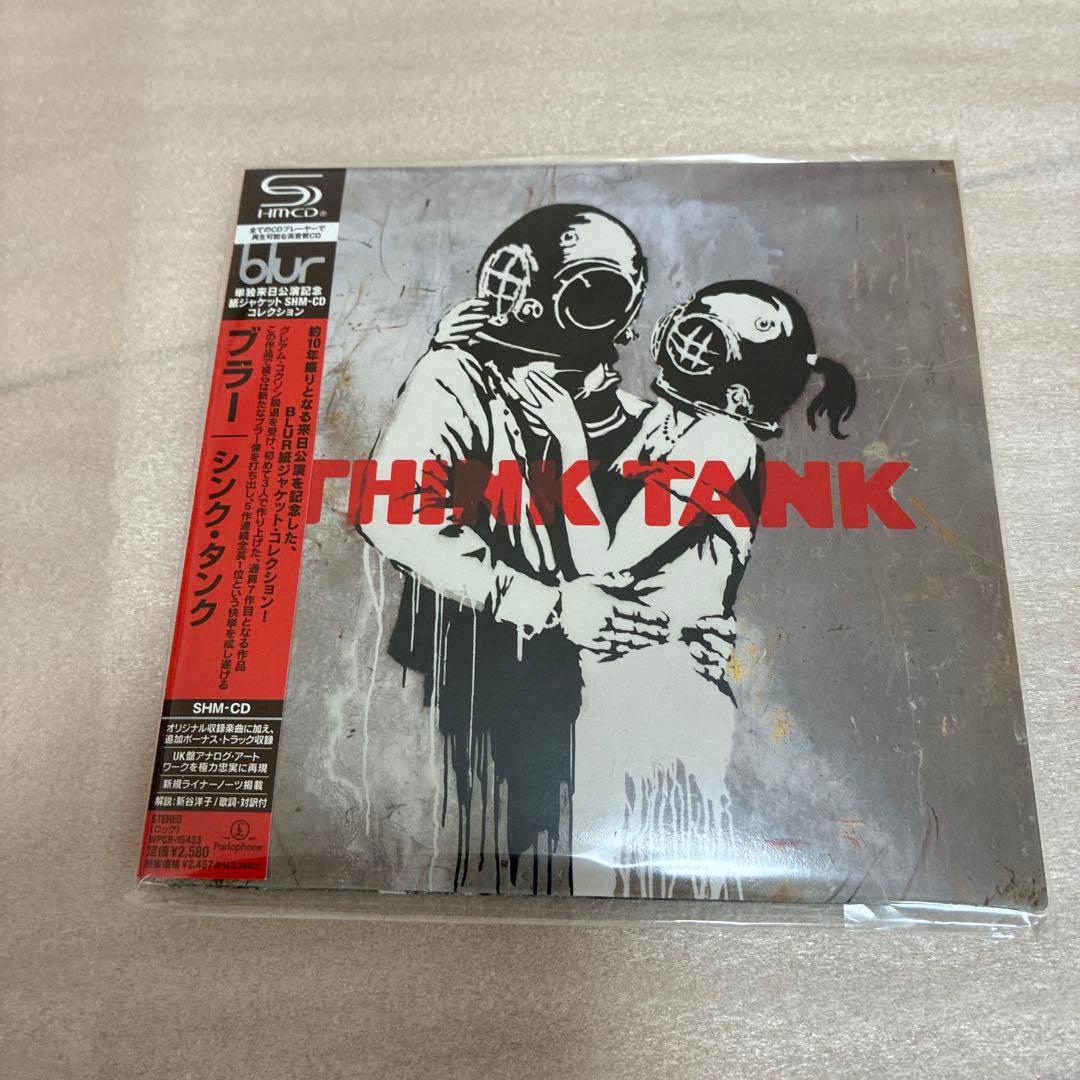 SHM-CD®
全てのCDプレーヤーで
再生可能な高音質CD
blur
単独来日公演記念
紙ジャケット SHM-CD
コレクション
約10年振りとなる来日公演を記念した、
BLUR紙ジャケット・コレクション!
グレアム・コクソン脱退を受け、初めて3人で作り上げた、通算7作目となる作品
この作品で彼らは新たなブラー像を打ち出し、5作連続全英1位という快挙を成し遂げる
ブラー|シンク・タンク
THINK TANK
SHM-CD
オリジナル収録楽曲に加え、
追加ボーナス・トラック収録
UK盤アナログ・アート
ワークを極力忠実に再現
新規ライナーノーツ掲載
解説:新谷洋子/歌詞・対訳付
STEREO
(ロック)
WPCR-15433
定価¥2,580
税抜価格 ¥2,457
Parlophone